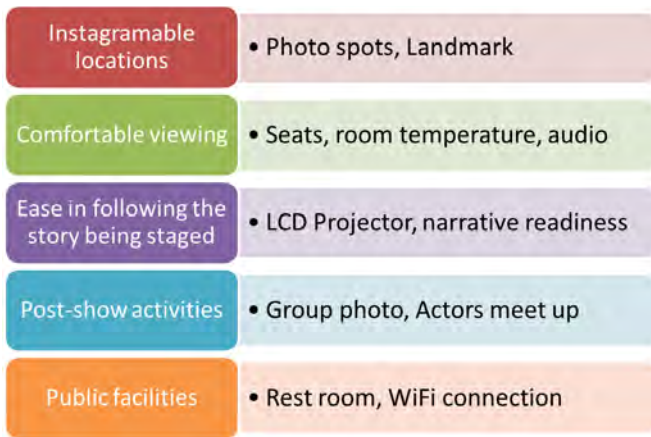 Instagramable
locations
• Photo spots, Landmark
Comfortable viewing
• Seats, room temperature, audio
Ease in following the
story being staged
• LCD Projector, narrative readiness
Post-show activities
• Group photo, Actors meet up
Public facilities
• Rest room, WiFi connection